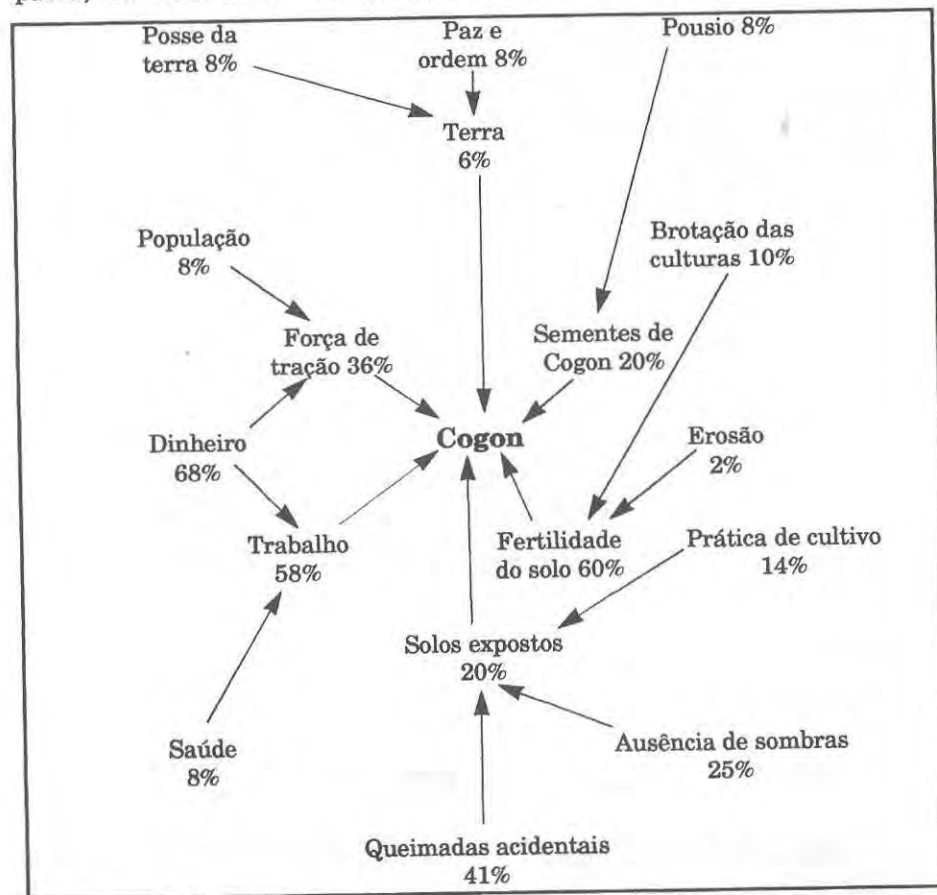 Posse da
terra 8%
Paz e
ordem 8%
Pousio 8%
Terra
6%
População
8%
Brotação das
culturas 10%
Força de
tração 36%
Sementes de
Cogon 20%
Cogon
Dinheiro
68%
Erosão
2%
Trabalho
58%
Fertilidade
do solo 60%
Prática de cultivo
14%
Solos expostos
20%
Saúde
8%
Ausência de sombras
25%
Queimadas acidentais
41%